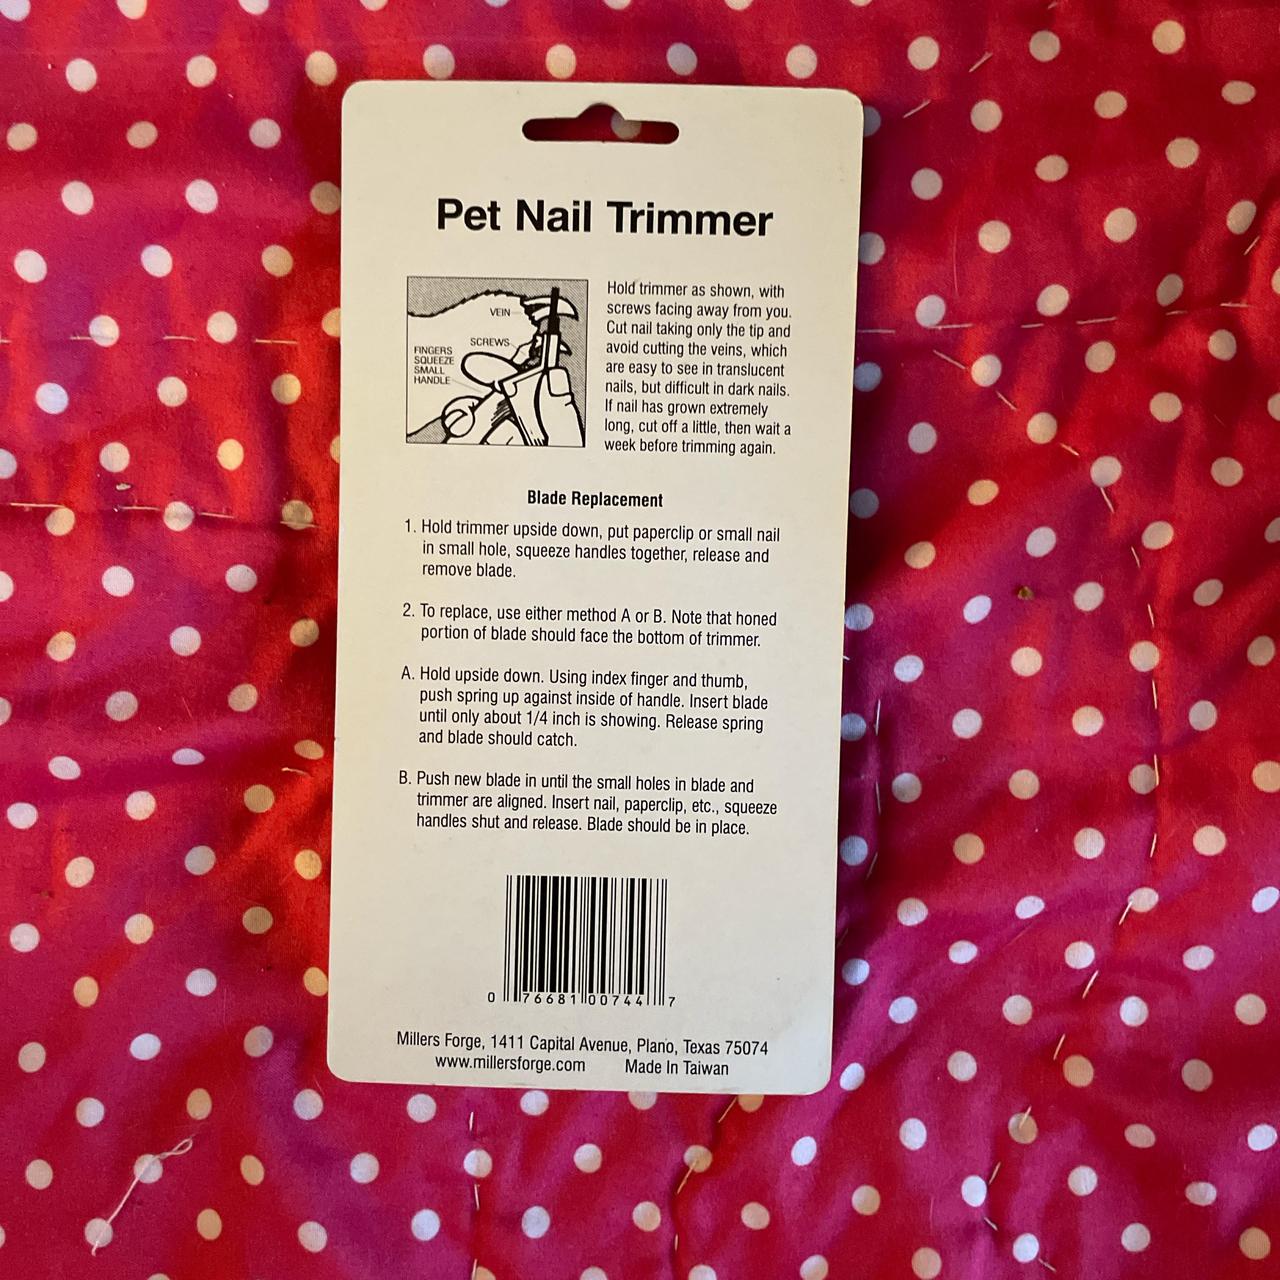 Pet Nail Trimmer
VEIN
SCREWS
FINGERS
SQUEEZE
SMALL
HANDLE
Hold trimmer as shown, with
screws facing away from you.
Cut nail taking only the tip and
avoid cutting the veins, which
are easy to see in translucent
nails, but difficult in dark nails.
If nail has grown extremely
long, cut off a little, then wait a
week before trimming again.
Blade Replacement
1. Hold trimmer upside down, put paperclip or small nail
in small hole, squeeze handles together, release and
remove blade.
2. To replace, use either method A or B. Note that honed
portion of blade should face the bottom of trimmer.
A. Hold upside down. Using index finger and thumb,
push spring up against inside of handle. Insert blade
until only about 1/4 inch is showing. Release spring
and blade should catch.
B. Push new blade in until the small holes in blade and
trimmer are aligned. Insert nail, paperclip, etc., squeeze
handles shut and release. Blade should be in place.
0 76681 00744 7
Millers Forge, 1411 Capital Avenue, Plano, Texas 75074
www.millersforge.com Made In Taiwan